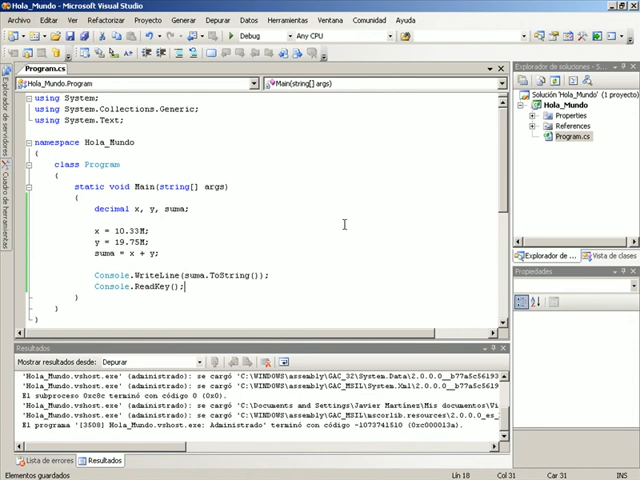 Hola_Mundo - Microsoft Visual Studio
Archivo Editar Ver Refactorizar Proyecto Generar Depurar Datos Herramientas Ventana Comunidad Ayuda
Debug Any CPU
Program.cs
Hola_Mundo.Program Main(string[] args)
using System;
using System.Collections.Generic;
using System.Text;
namespace Hola_Mundo
{
class Program
{
static void Main(string[] args)
{
decimal x, y, suma;
x = 10.33M;
y = 19.75M;
suma = x + y;
Console.WriteLine(suma.ToString());
Console.ReadKey();
}
}
}
Explorador de servidores
Cuadro de herramientas
Explorador de soluciones -
Solución 'Hola_Mundo' (1 proyecto)
Hola_Mundo
Properties
References
Program.cs
Explorador de... Vista de clases
Propiedades
Resultados
Mostrar resultados desde: Depurar
'Hola_Mundo.vshost.exe' (administrado): se cargó 'C:\WINDOWS\assembly\GAC_32\System.Data\2.0.0.0__b77a5c56193
'Hola_Mundo.vshost.exe' (administrado): se cargó 'C:\WINDOWS\assembly\GAC_MSIL\System.Xml\2.0.0.0__b77a5c5619
El subproceso 0xc8c terminó con código 0 (0x0).
'Hola_Mundo.vshost.exe' (administrado): se cargó 'C:\Documents and Settings\Javier Martínez\Mis documentos\Vi
'Hola_Mundo.vshost.exe' (administrado): se cargó 'C:\WINDOWS\assembly\GAC_MSIL\mscorlib.resources\2.0.0.0_es_
El programa '[3508] Hola_Mundo.vshost.exe: Administrado' terminó con código -1073741510 (0xc000013a).
Lista de errores Resultados
Elementos guardados Lín 18 Col 31 Car 31